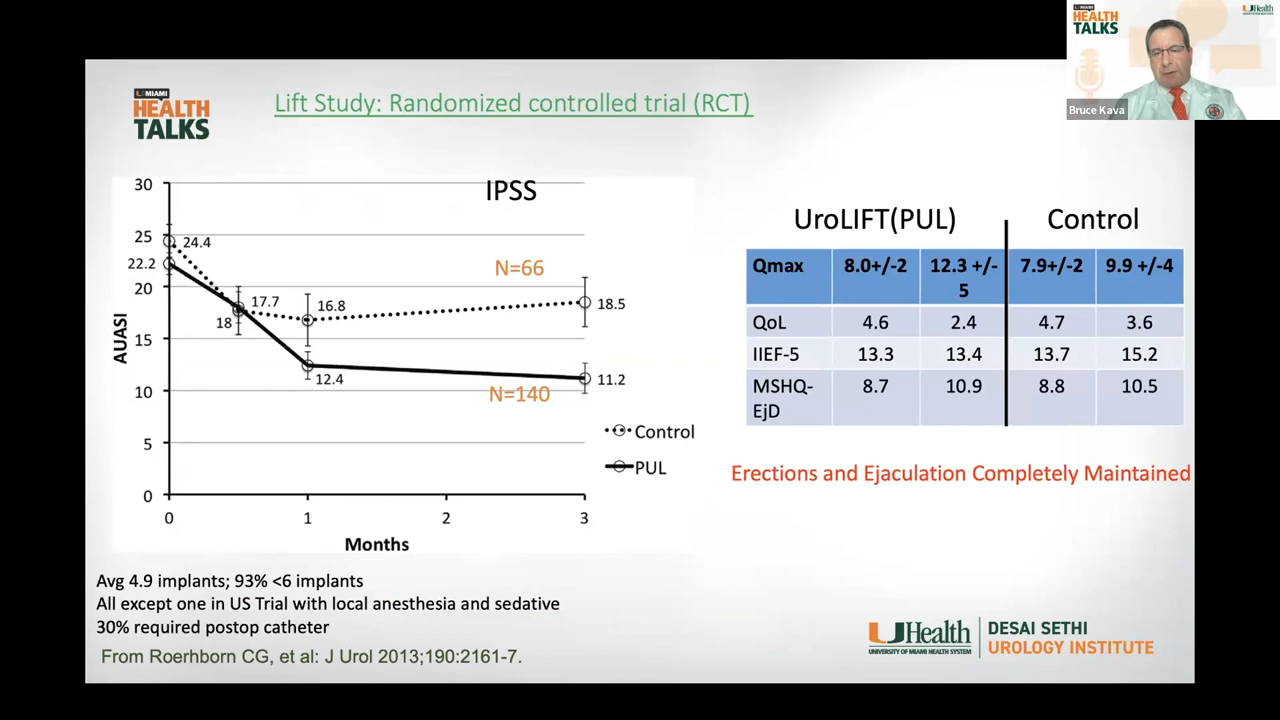 U MIAMI
HEALTH
TALKS
UHealth
Bruce Kava
U MIAMI
HEALTH
TALKS
Lift Study: Randomized controlled trial (RCT)
IPSS
AUASI
30
25
20
15
10
5
0
0
1
2
3
Months
24.4
22.2
17.7
18
16.8
12.4
18.5
11.2
N=66
N=140
Control
PUL
UroLIFT(PUL) Control
Qmax 8.0+/-2 12.3 +/- 7.9+/-2 9.9 +/-4
5
QoL 4.6 2.4 4.7 3.6
IIEF-5 13.3 13.4 13.7 15.2
MSHQ- 8.7 10.9 8.8 10.5
EjD
Erections and Ejaculation Completely Maintained
Avg 4.9 implants; 93% <6 implants
All except one in US Trial with local anesthesia and sedative
30% required postop catheter
From Roerhborn CG, et al: J Urol 2013;190:2161-7.
UHealth
UNIVERSITY OF MIAMI HEALTH SYSTEM
DESAI SETHI
UROLOGY INSTITUTE